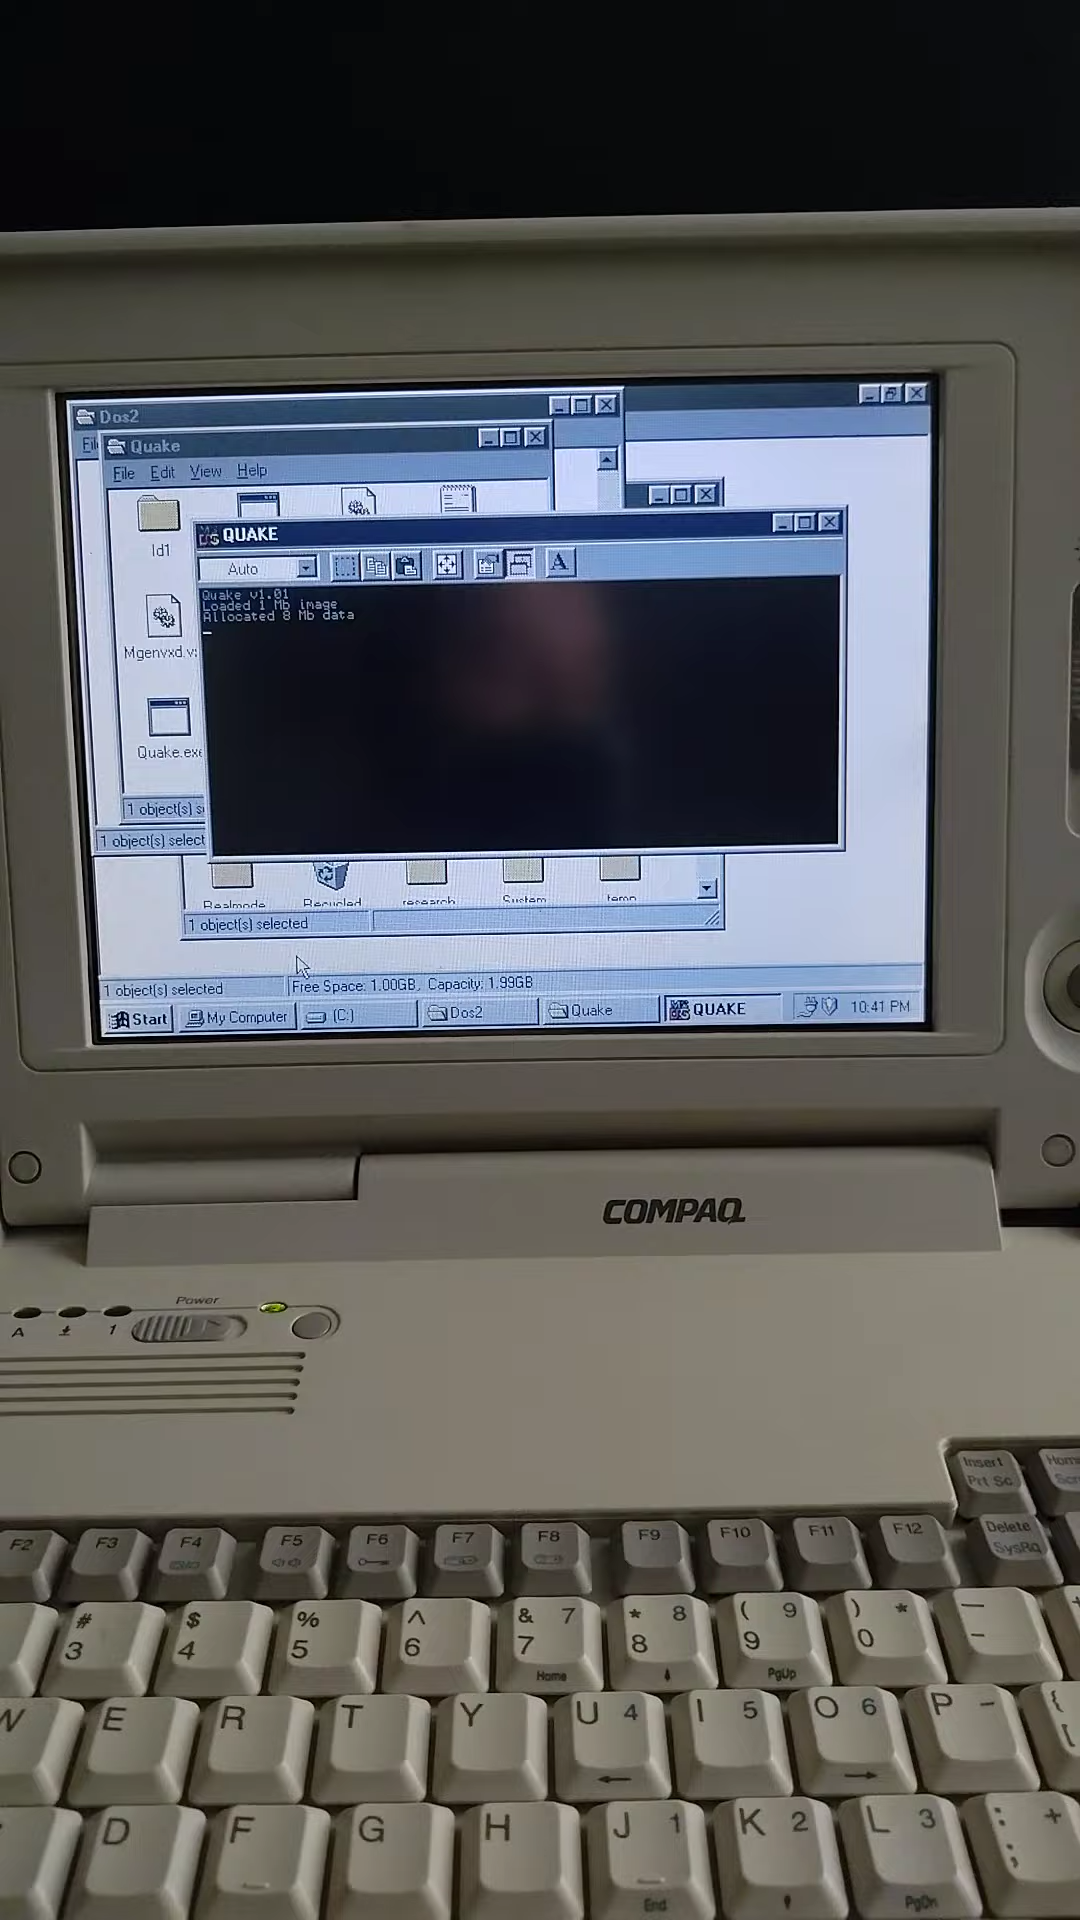 Dos2
Quake
File Edit View Help
Id1
QUAKE
Auto
A
Quake v1.01
Loaded 1 Mb image
Allocated 8 Mb data
Quake.exe
1 object(s)
1 object(s) select
Recycled
1 object(s) selected
1 object(s) selected
Free Space: 1.00GB, Capacity: 1.99GB
Start My Computer (C:) Dos2 Quake QUAKE 10:41 PM
COMPAQ
Power
A 1
Insert
Prt Sc
F2 F3 F4 F5 F6 F7 F8 F9 F10 F11 F12 Delete
SysRq
# $ % ^ & 7 * 8 ( 9 ) *
3 4 5 6 7 8 9 0 -
Home PgUp
W E R T Y U 4 I 5 O 6 P - {
[
D F G H J 1 K 2 L 3 : +
;
End PgDn